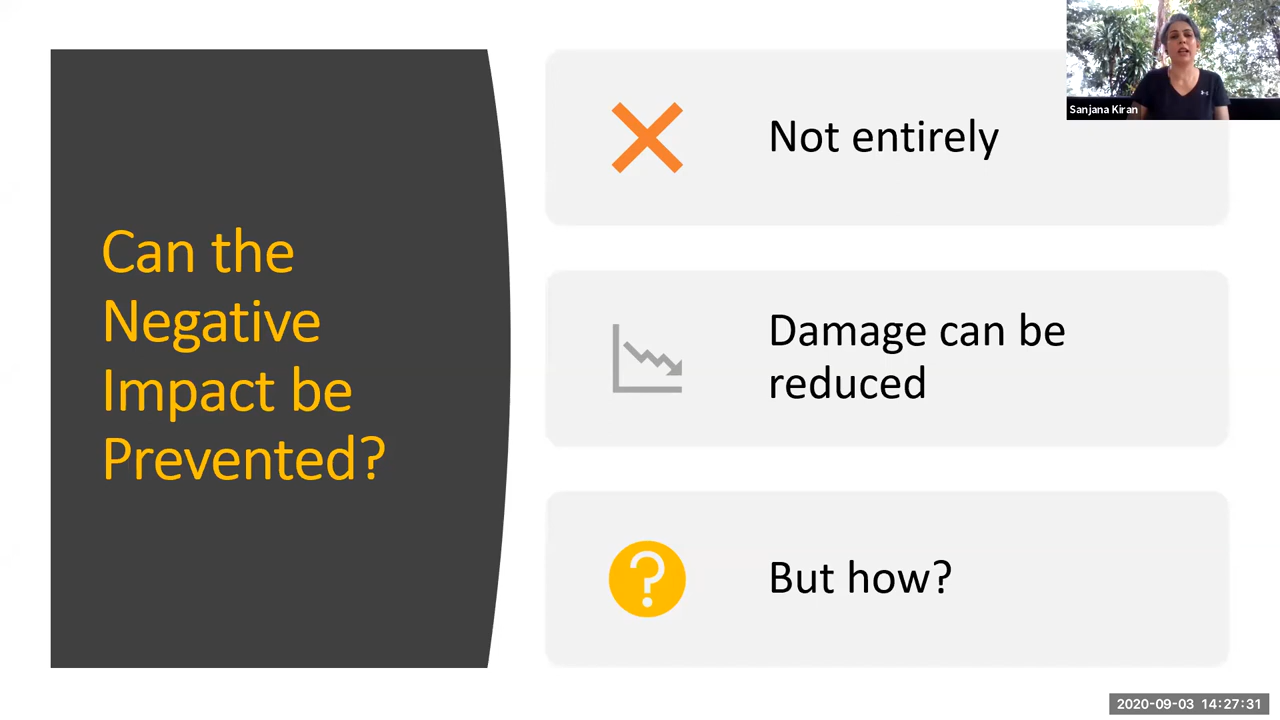 Can the
Negative
Impact be
Prevented?
Not entirely
Damage can be
reduced
But how?
Sanjana Kiran
2020-09-03 14:27:31